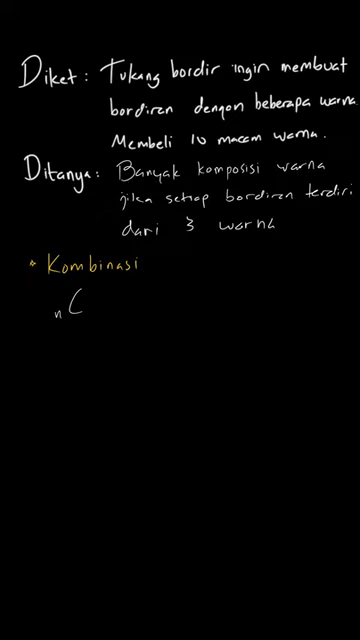 Diket : Tukang bordir ingin membuat
bordiran dengan beberapa warna.
Membeli 10 macam warna.
Ditanya : Banyak komposisi warna
jika setiap bordiran terdiri
dari 3 warna
* Kombinasi
n C